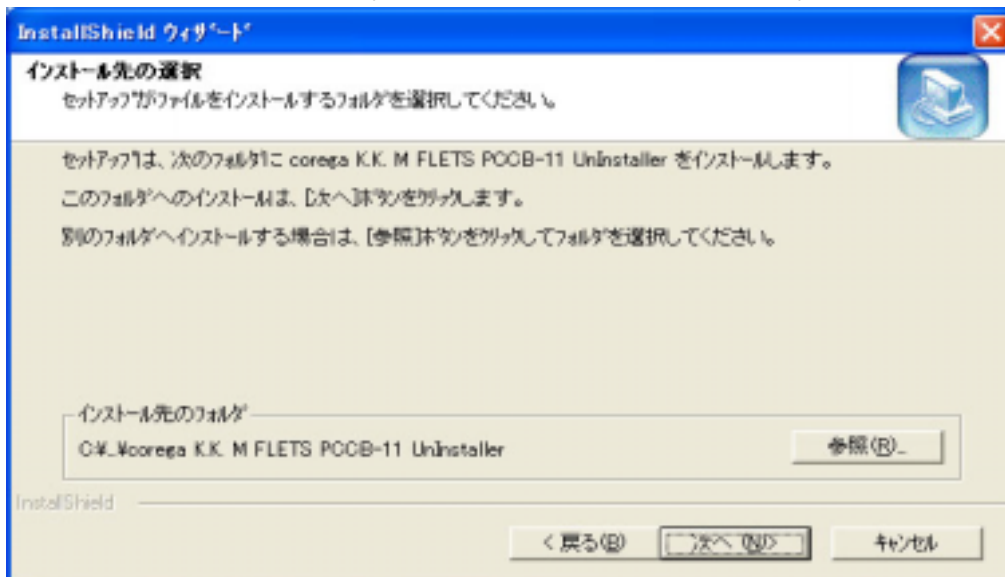 InstallShield ウィザード
インストール先の選択
セットアップがファイルをインストールするフォルダを選択してください。
セットアップは、次のフォルダに corega K.K. M FLETS PCCB-11 UnInstaller をインストールします。
このフォルダへのインストールは、[次へ]ボタンをクリックします。
別のフォルダへインストールする場合は、[参照]ボタンをクリックしてフォルダを選択してください。
インストール先のフォルダ
C:¥...¥corega K.K. M FLETS PCCB-11 UnInstaller
参照(R)...
InstallShield
< 戻る(B) 次へ(N)> キャンセル